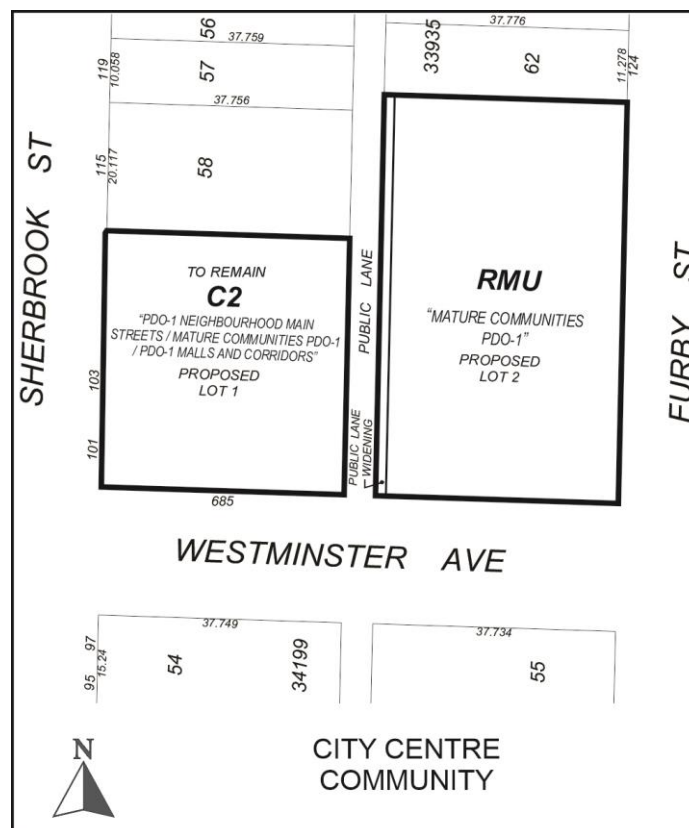 56
37.759
119
10.058
57
37.756
115
20.117
58
37.776
33935
62
11.278
124
SHERBROOK ST
TO REMAIN
C2
“PDO-1 NEIGHBOURHOOD MAIN
STREETS / MATURE COMMUNITIES PDO-1
/ PDO-1 MALLS AND CORRIDORS”
PROPOSED
LOT 1
103
101
685
PUBLIC LANE
PUBLIC LANE
WIDENING
RMU
“MATURE COMMUNITIES
PDO-1”
PROPOSED
LOT 2
FURBY ST
WESTMINSTER AVE
37.749
97
95
15.24
54
34199
37.734
55
N
CITY CENTRE
COMMUNITY